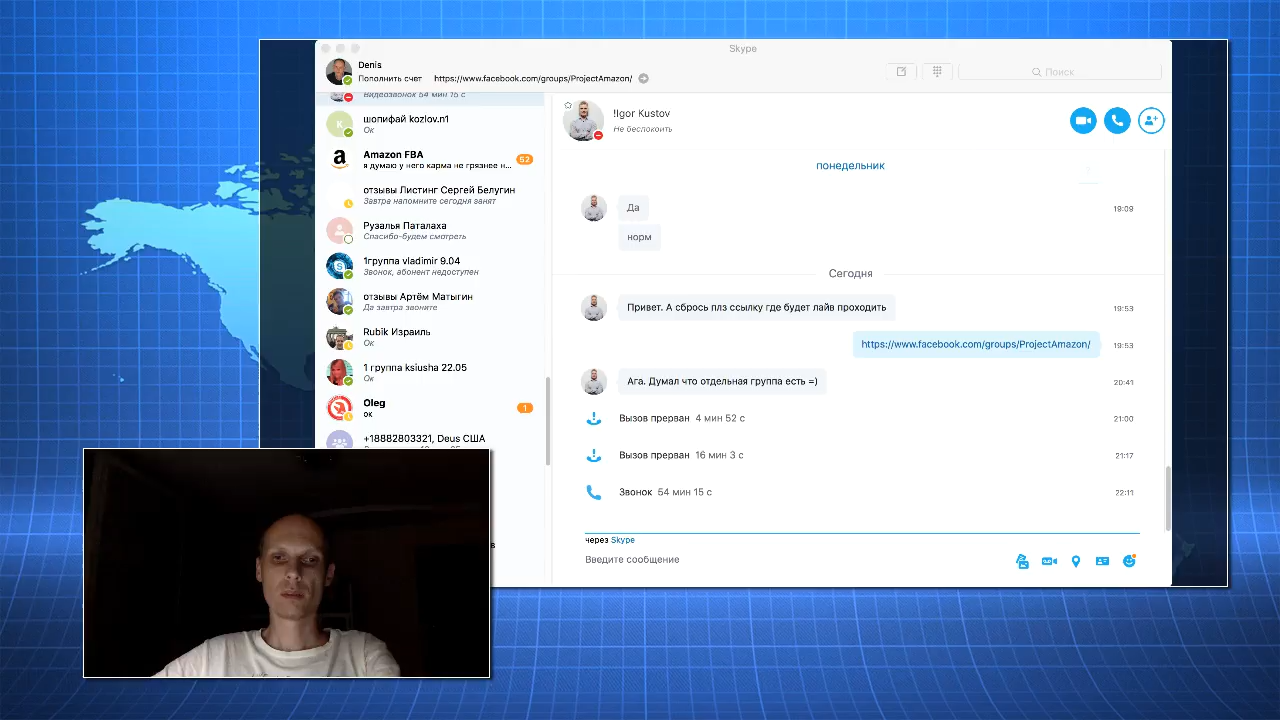 Skype
Denis
Пополнить счет
https://www.facebook.com/groups/ProjectAmazon/
Поиск
Видеозвонок 54 мин 15 с
шопифай kozlov.n1
Ок
Amazon FBA
я думаю у него карма не грязнее н...
52
отзывы Листинг Сергей Белугин
Завтра напомните сегодня занят
Рузалья Паталаха
Спасибо-будем смотреть
1группа vladimir 9.04
Звонок, абонент недоступен
отзывы Артём Матыгин
Да завтра звоните
Rubik Израиль
Ок
1 группа ksiusha 22.05
Ок
Oleg
ок
1
+18882803321, Deus США
!Igor Kustov
Не беспокоить
понедельник
Да
19:09
норм
Сегодня
Привет. А сбрось плз ссылку где будет лайв проходить
19:53
https://www.facebook.com/groups/ProjectAmazon/
19:53
Ага. Думал что отдельная группа есть =)
20:41
Вызов прерван 4 мин 52 с
21:00
Вызов прерван 16 мин 3 с
21:17
Звонок 54 мин 15 с
22:11
через Skype
Введите сообщение